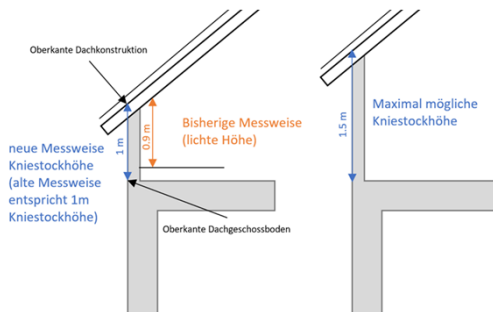 Oberkante Dachkonstruktion
neue Messweise
Kniestockhöhe
(alte Messweise
entspricht 1m
Kniestockhöhe)
1 m
0.9 m
Bisherige Messweise
(lichte Höhe)
Oberkante Dachgeschossboden
1.5 m
Maximal mögliche
Kniestockhöhe